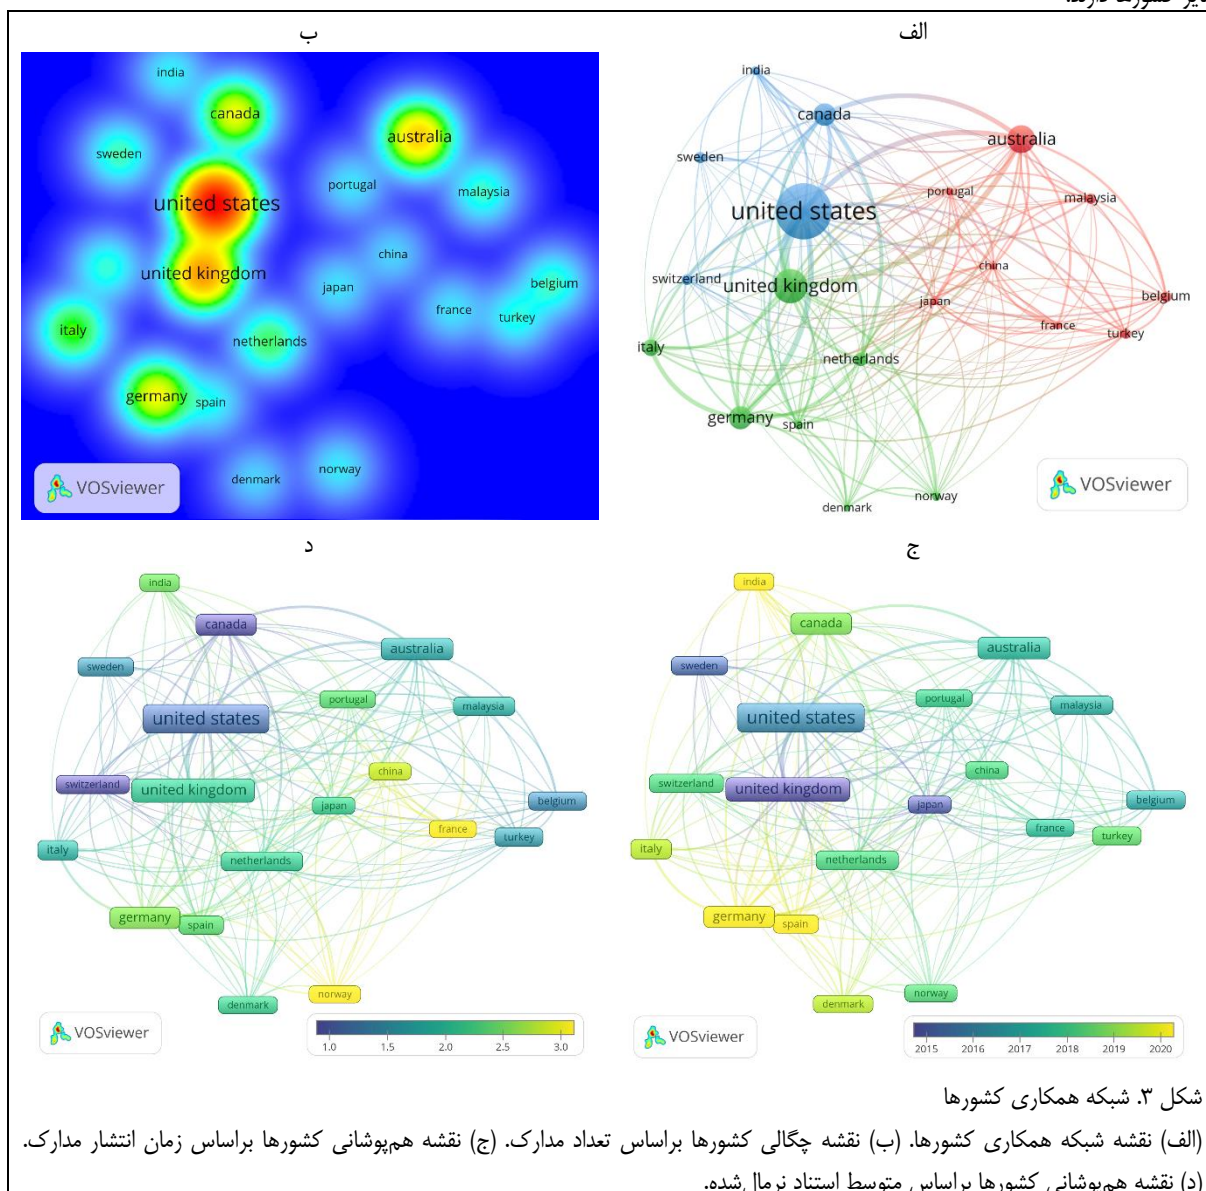 سایر کشورها دارند.
الف
ب
india
canada
australia
sweden
portugal
malaysia
united states
china
switzerland
united kingdom
japan
belgium
france
turkey
italy
netherlands
germany
spain
norway
denmark
VOSviewer
india
canada
australia
sweden
portugal
malaysia
united states
china
united kingdom
japan
belgium
france
turkey
italy
netherlands
germany
spain
norway
denmark
VOSviewer
ج
د
india
canada
australia
sweden
portugal
malaysia
united states
china
switzerland
united kingdom
japan
belgium
france
turkey
italy
netherlands
germany
spain
norway
denmark
VOSviewer
2015 2016 2017 2018 2019 2020
india
canada
australia
sweden
portugal
malaysia
united states
china
switzerland
united kingdom
japan
belgium
france
turkey
italy
netherlands
germany
spain
norway
denmark
VOSviewer
1.0 1.5 2.0 2.5 3.0
شکل ۳. شبکه همکاری کشورها
(الف) نقشه شبکه همکاری کشورها. (ب) نقشه چگالی کشورها براساس تعداد مدارک. (ج) نقشه هم‌پوشانی کشورها براساس زمان انتشار مدارک.
(د) نقشه هم‌پوشانی کشورها براساس متوسط استناد نرمال‌شده.